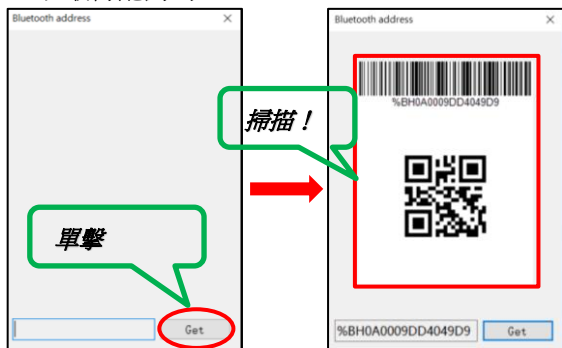 Bluetooth address
單擊
Get
Bluetooth address
%BH0A0009DD4049D9
掃描！
%BH0A0009DD4049D9
Get